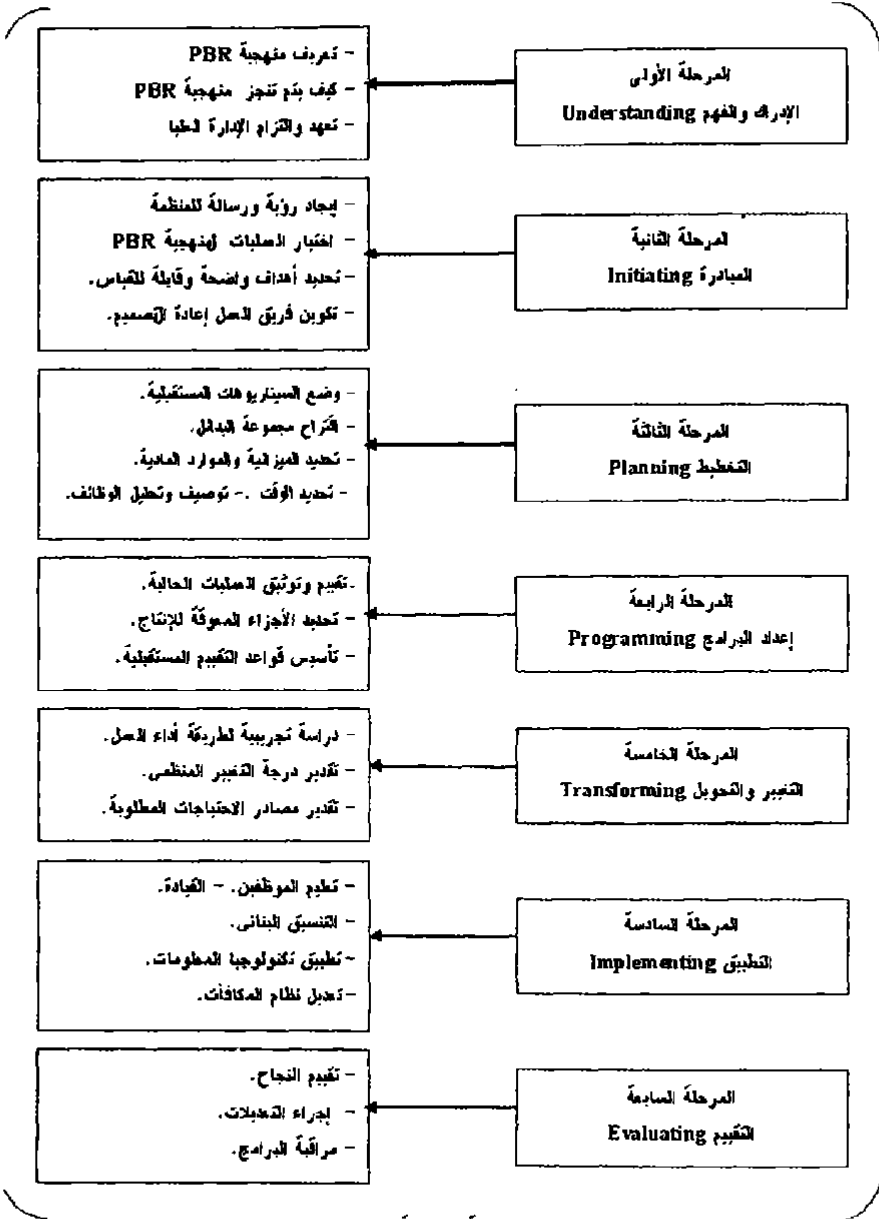 المرحلة الأولى
الإدراك والفهم Understanding
- تعريف منهجية PBR
- كيف يتم تنجز منهجية PBR
- تعهد والتزام الإدارة العليا
المرحلة الثانية
المبادرة Initiating
- إيجاد رؤية ورسالة للمنظمة
- اختيار العمليات لمنهجية PBR
- تحديد أهداف واضحة وقابلة للقياس.
- تكوين فريق العمل إعادة التصميم.
المرحلة الثالثة
التخطيط Planning
- وضع السيناريوهات المستقبلية.
- اقتراح مجموعة البدائل.
- تحديد الميزانية والموارد المادية.
- تحديد الوقت .- توصيف وتحليل الوظائف.
المرحلة الرابعة
إعداد البرامج Programming
-تقييم وتوثيق العمليات الحالية.
- تحديد الأجزاء المعوقة للإنتاج.
- تأسيس قواعد التقييم المستقبلية.
المرحلة الخامسة
التغيير والتحويل Transforming
- دراسة تجريبية لطريقة أداء العمل.
- تقدير درجة التغيير المنظمى.
- تقدير مصادر الاحتياجات المطلوبة.
المرحلة السادسة
التطبيق Implementing
- تعليم الموظفين. - القيادة.
- التنسيق البنائى.
- تطبيق تكنولوجيا المعلومات.
- تعديل نظام المكافآت.
المرحلة السابعة
التقييم Evaluating
- تقييم النجاح.
- إجراء التعديلات.
- مراقبة البرامج.